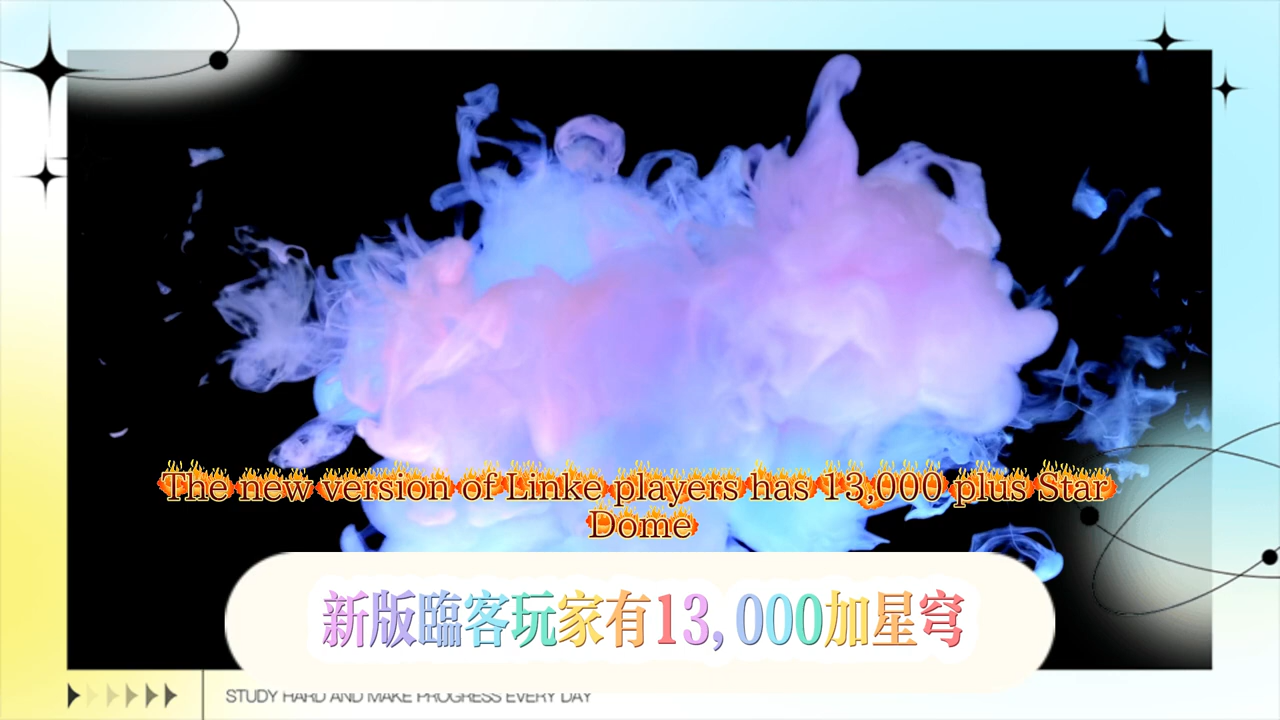 The new version of Linke players has 13,000 plus Star
Dome
新版臨客玩家有13,000加星穹
STUDY HARD AND MAKE PROGRESS EVERY DAY